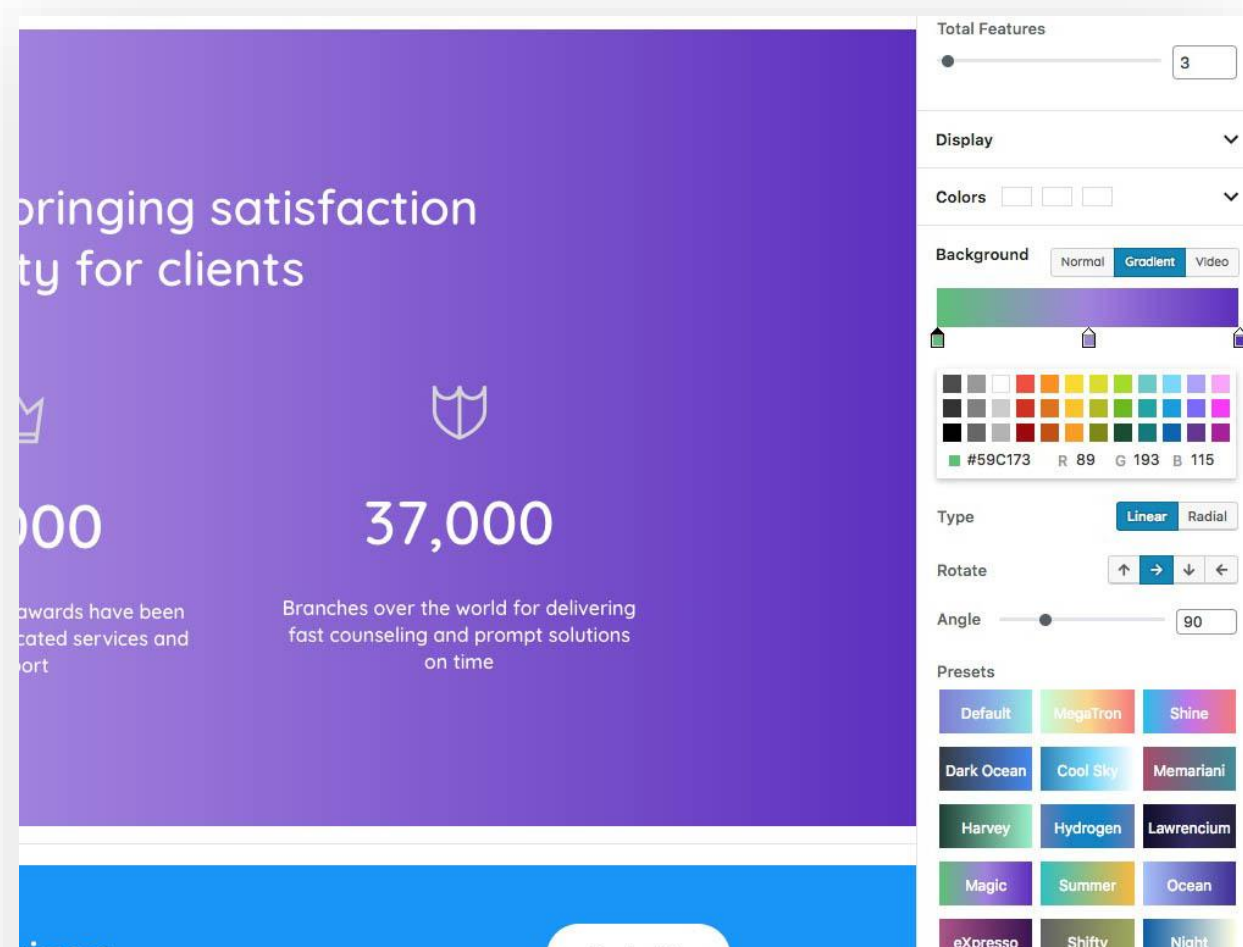 bringing satisfaction
ty for clients
000
37,000
awards have been
cated services and
ort
Branches over the world for delivering
fast counseling and prompt solutions
on time
Total Features
3
Display
Colors
Background Normal Gradient Video
#59C173 R 89 G 193 B 115
Type Linear Radial
Rotate
Angle 90
Presets
Default MegaTron Shine
Dark Ocean Cool Sky Memariani
Harvey Hydrogen Lawrencium
Magic Summer Ocean
eXpresso Shifty Night